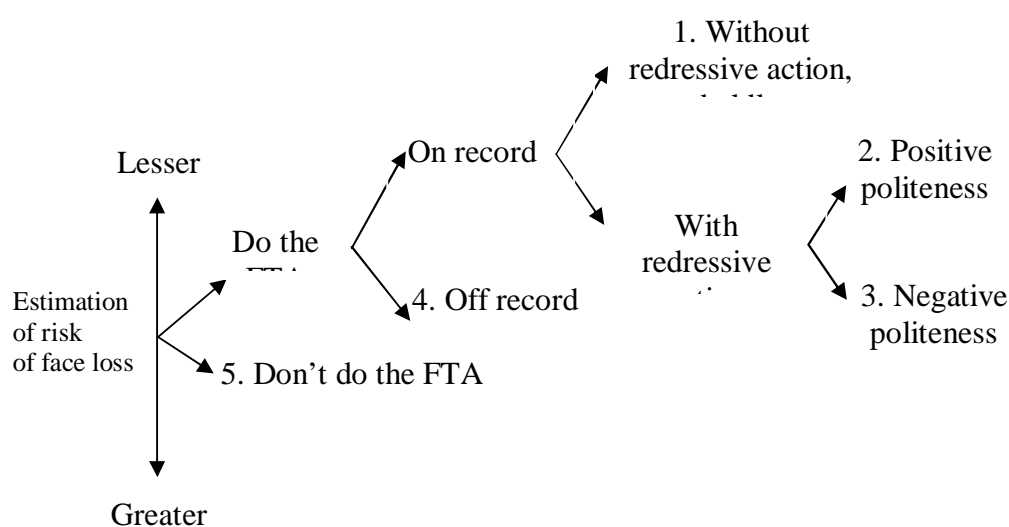 1. Without
redressive action,
On record
Lesser
2. Positive
politeness
Do the
With
redressive
Estimation
of risk
of face loss
4. Off record
3. Negative
politeness
5. Don't do the FTA
Greater